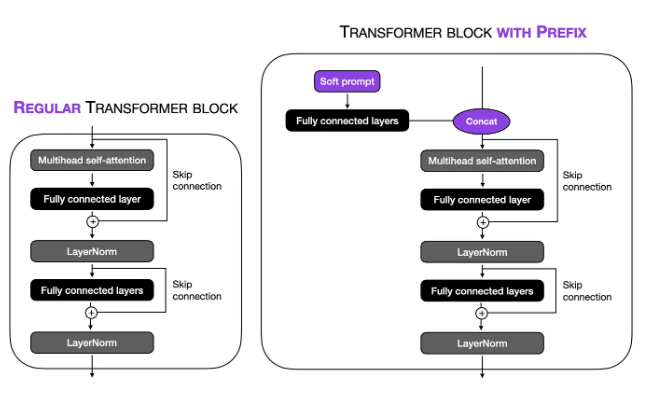 REGULAR TRANSFORMER BLOCK
Multihead self-attention
Skip
connection
Fully connected layer
+
LayerNorm
Fully connected layers
Skip
connection
+
LayerNorm
TRANSFORMER BLOCK WITH PREFIX
Soft prompt
Fully connected layers
Concat
Multihead self-attention
Skip
connection
Fully connected layer
+
LayerNorm
Fully connected layers
Skip
connection
+
LayerNorm